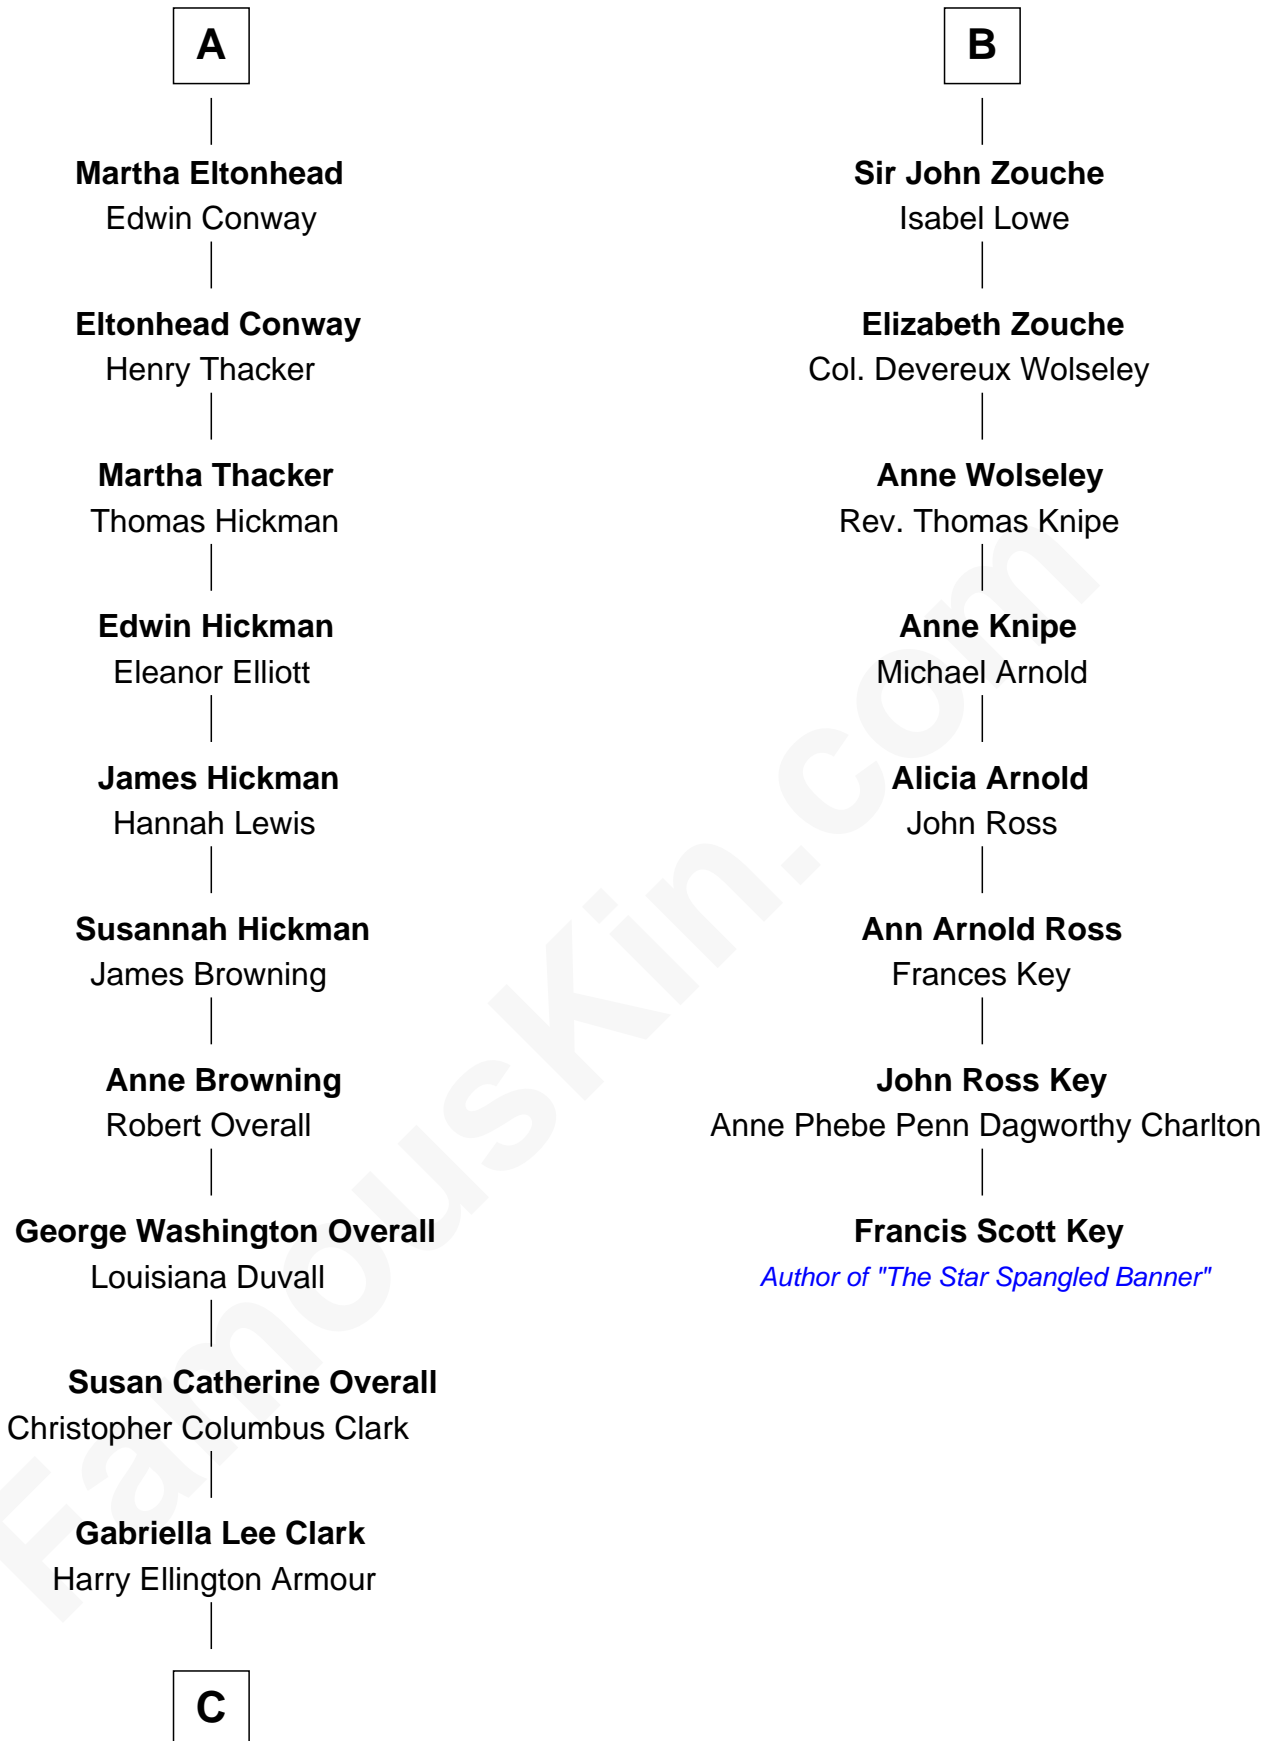 A
Martha Eltonhead
Edwin Conway
Eltonhead Conway
Henry Thacker
Martha Thacker
Thomas Hickman
Edwin Hickman
Eleanor Elliott
James Hickman
Hannah Lewis
Susannah Hickman
James Browning
Anne Browning
Robert Overall
George Washington Overall
Louisiana Duvall
Susan Catherine Overall
Christopher Columbus Clark
Gabriella Lee Clark
Harry Ellington Armour
C
B
Sir John Zouche
Isabel Lowe
Elizabeth Zouche
Col. Devereux Wolseley
Anne Wolseley
Rev. Thomas Knipe
Anne Knipe
Michael Arnold
Alicia Arnold
John Ross
Ann Arnold Ross
Frances Key
John Ross Key
Anne Phebe Penn Dagworthy Charlton
Francis Scott Key
Author of "The Star Spangled Banner"
FamousKin.com